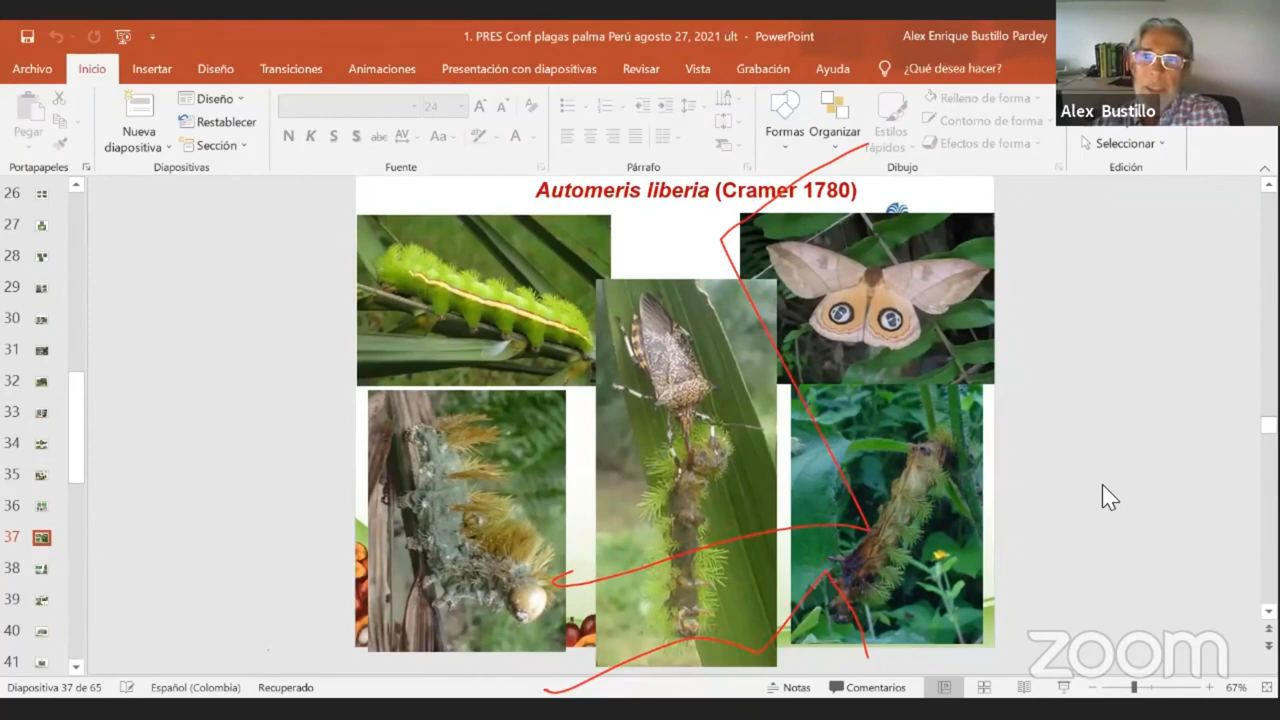 1. PRES Conf plagas palma Perú agosto 27, 2021 ult - PowerPoint
Alex Enrique Bustillo Pardey
Archivo Inicio Insertar Diseño Transiciones Animaciones Presentación con diapositivas Revisar Vista Grabación Ayuda ¿Qué desea hacer?
Alex Bustillo
Pegar
Nueva diapositiva
Diseño
Restablecer
Sección
24
N K S S abc AV Aa A
Formas
Organizar
Estilos rápidos
Relleno de forma
Contorno de forma
Efectos de forma
Seleccionar
Portapapeles Diapositivas Fuente Párrafo Dibujo Edición
26
27
28
29
30
31
32
33
34
35
36
37
38
39
40
41
Automeris liberia (Cramer 1780)
zoom
Diapositiva 37 de 65 Español (Colombia) Recuperado Notas Comentarios 67%